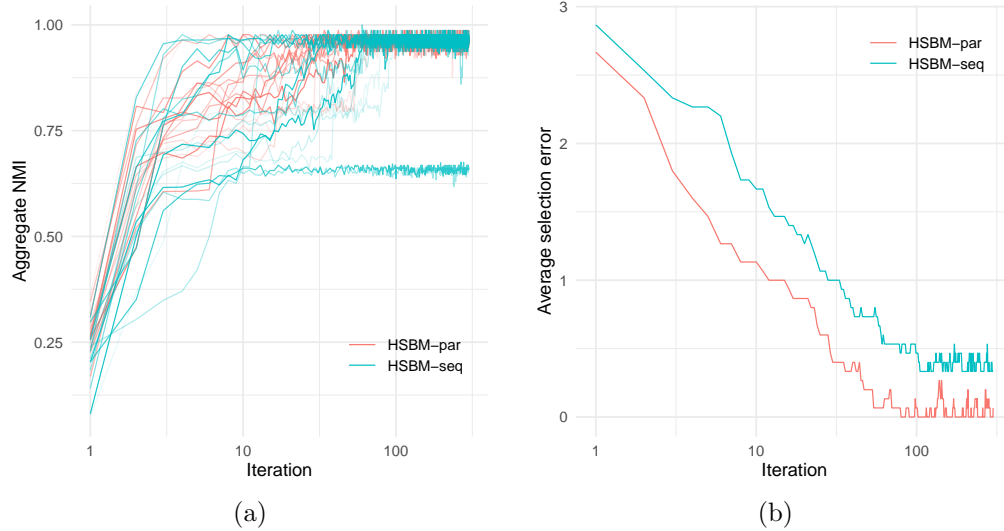 1.00
0.75
0.50
0.25
Aggregate NMI
HSBM−par
HSBM−seq
1
10
100
Iteration
(a)
3
2
1
0
Average selection error
HSBM−par
HSBM−seq
1
10
100
Iteration
(b)